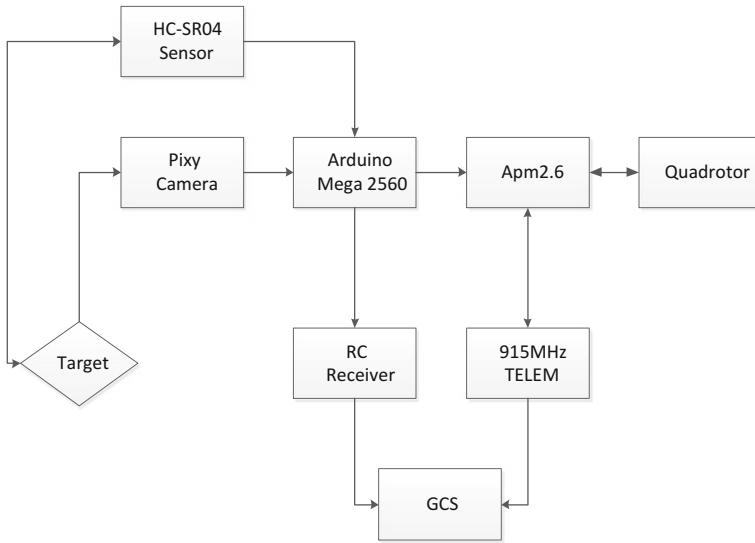 HC-SR04
Sensor
Pixy
Camera
Arduino
Mega 2560
Apm2.6
Quadrotor
Target
RC
Receiver
915MHz
TELEM
GCS